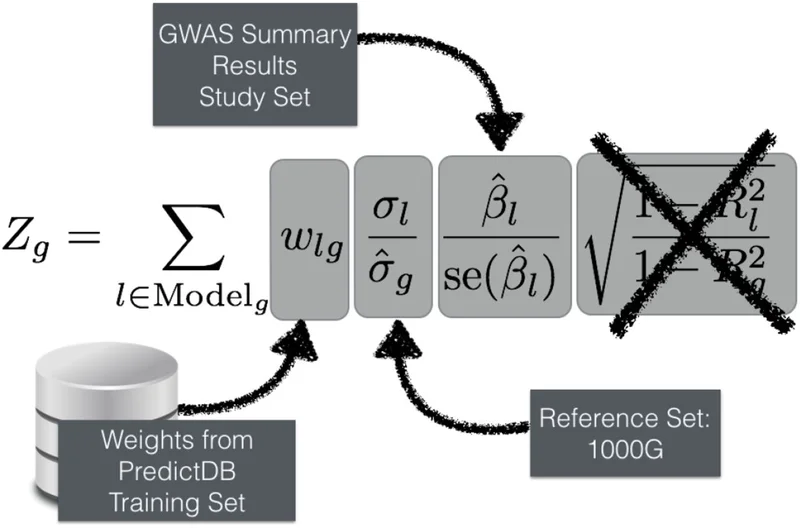 GWAS Summary
Results
Study Set
Z_g = \sum_{l \in \mathrm{Model}_g} w_{lg} \frac{\sigma_l}{\hat{\sigma}_g} \frac{\hat{\beta}_l}{\mathrm{se}(\hat{\beta}_l)} \sqrt{\frac{1 - R_l^2}{1 - R_g^2}}
Weights from
PredictDB
Training Set
Reference Set:
1000G